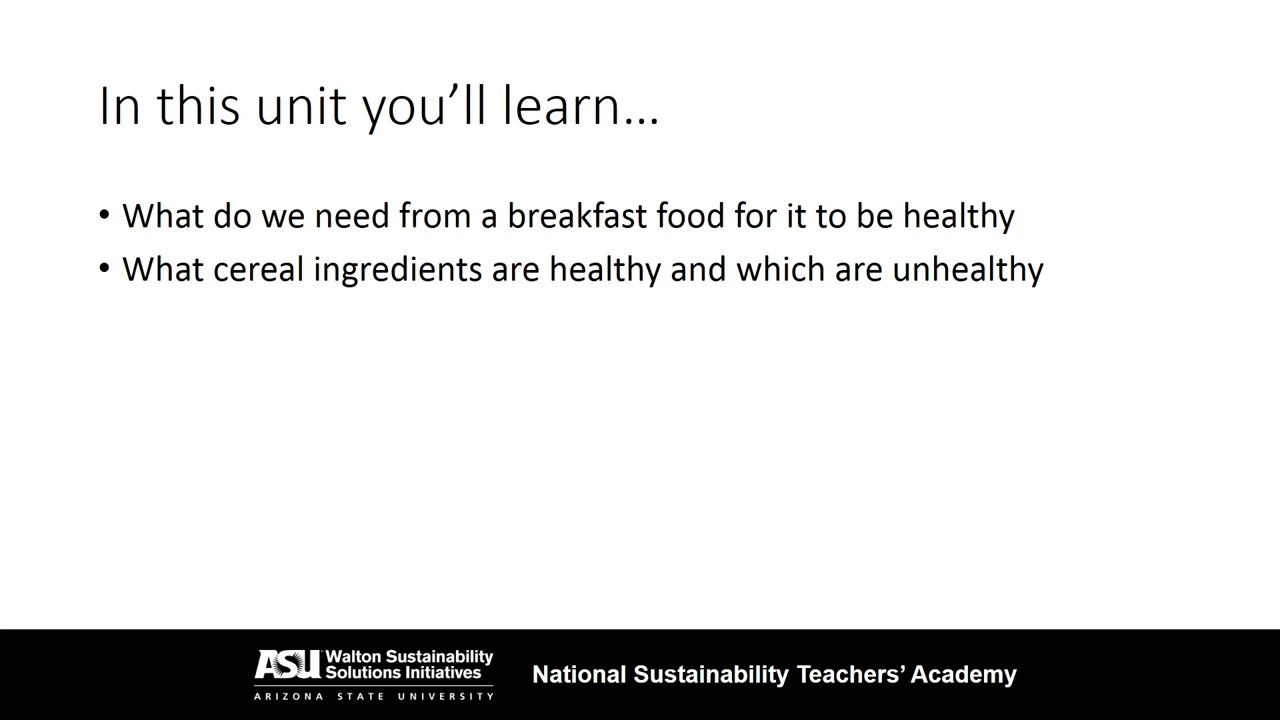 In this unit you’ll learn…
• What do we need from a breakfast food for it to be healthy
• What cereal ingredients are healthy and which are unhealthy
ASU Walton Sustainability
Solutions Initiatives
ARIZONA STATE UNIVERSITY
National Sustainability Teachers’ Academy